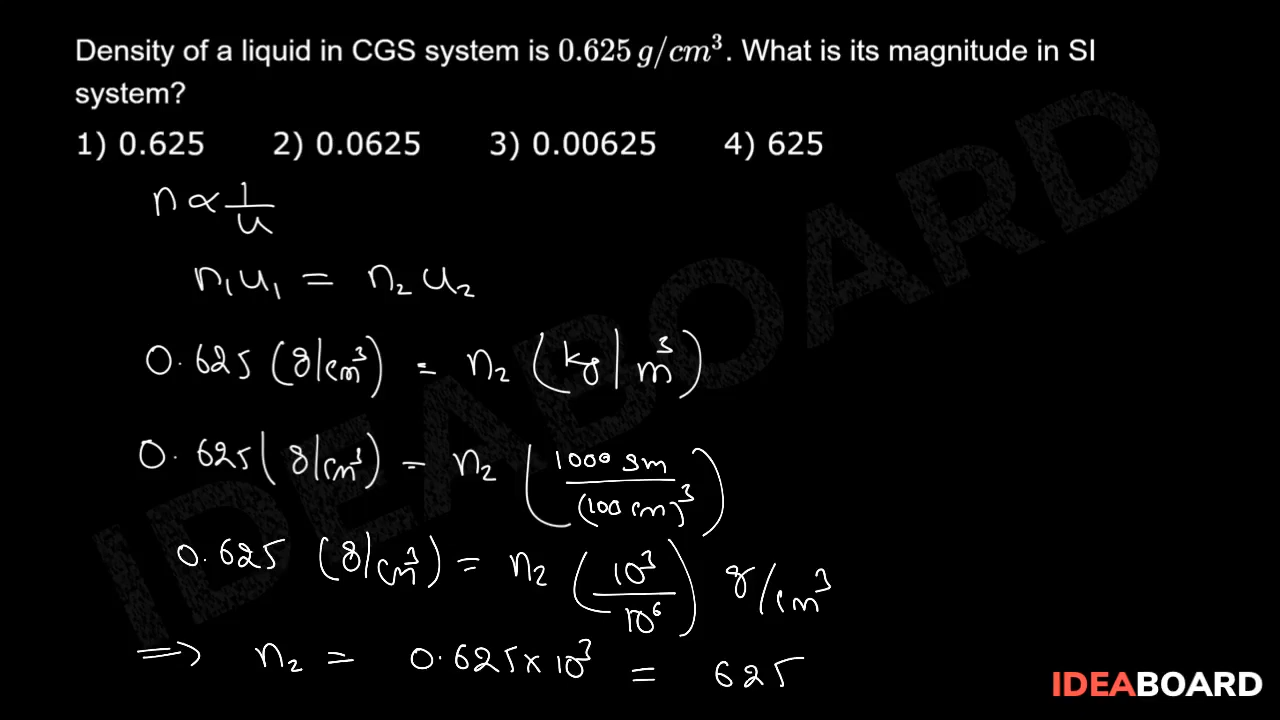 Density of a liquid in CGS system is 0.625 g/cm³. What is its magnitude in SI
system?
1) 0.625 2) 0.0625 3) 0.00625 4) 625
n ∝ 1/u
n₁u₁ = n₂u₂
0.625 (g/cm³) = n₂ (kg/m³)
0.625 (g/cm³) = n₂ (1000 gm/(100 cm)³)
0.625 (g/cm³) = n₂ (10³/10⁶) g/cm³
⇒ n₂ = 0.625×10³ = 625
IDEABOARD
IDEABOARD